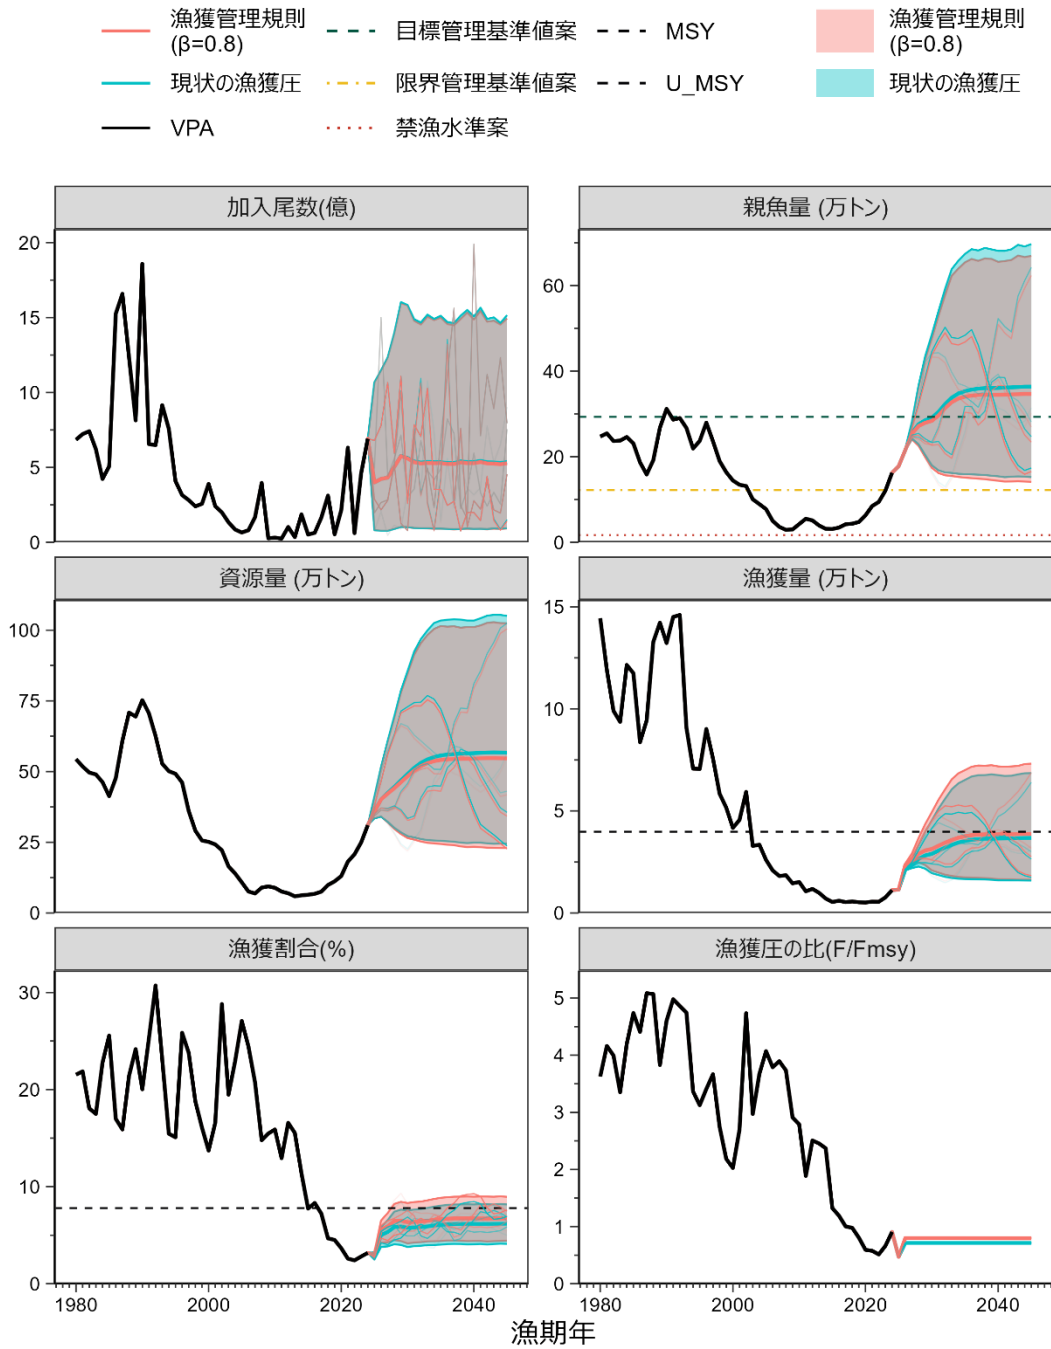 漁獲管理規則
(β=0.8)
目標管理基準値案
MSY
漁獲管理規則
(β=0.8)
現状の漁獲圧
限界管理基準値案
U_MSY
現状の漁獲圧
VPA
禁漁水準案
加入尾数(億)
親魚量 (万トン)
20
15
10
5
0
60
40
20
0
資源量 (万トン)
漁獲量 (万トン)
100
75
50
25
0
15
10
5
0
漁獲割合(%)
漁獲圧の比(F/Fmsy)
30
20
10
0
5
4
3
2
1
0
1980 2000 2020 2040
1980 2000 2020 2040
漁期年